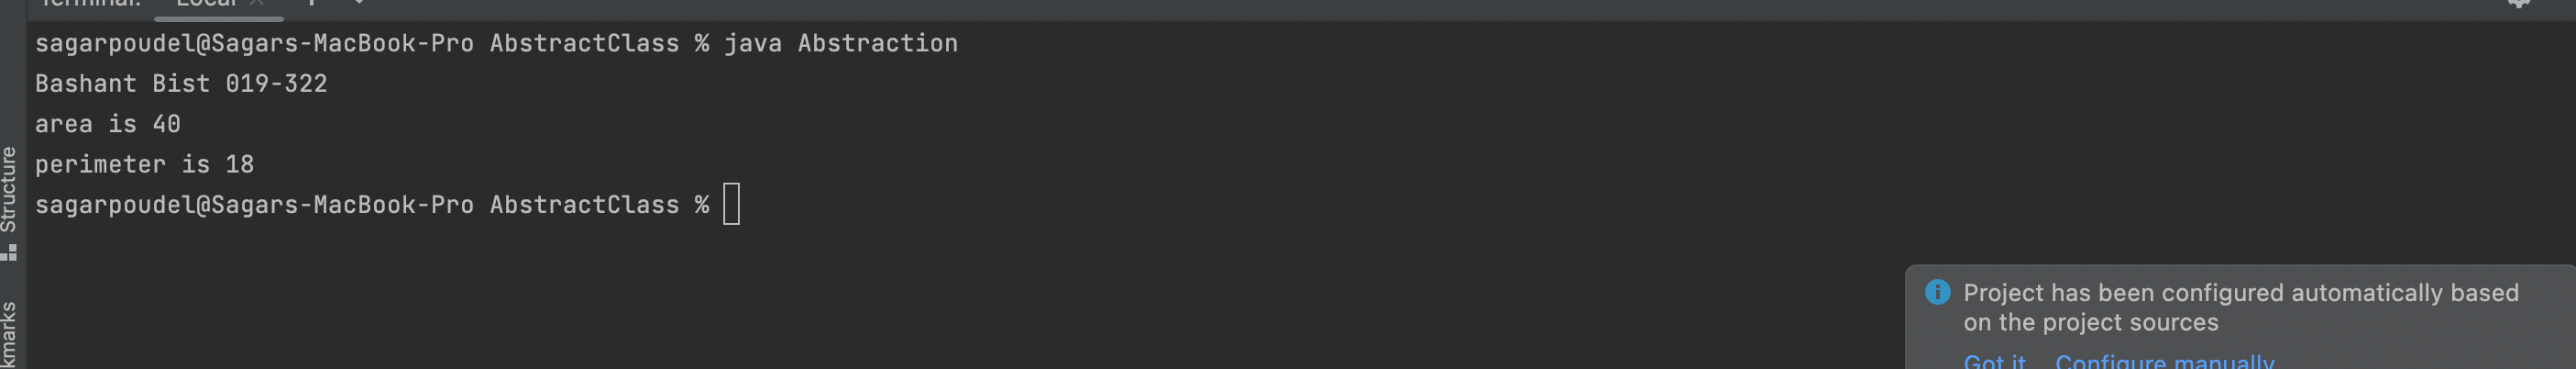 Terminal: Local
sagarpoudel@Sagars-MacBook-Pro AbstractClass % java Abstraction
Bashant Bist 019-322
area is 40
perimeter is 18
sagarpoudel@Sagars-MacBook-Pro AbstractClass %
Structure
kmarks
Project has been configured automatically based
on the project sources
Got it Configure manually